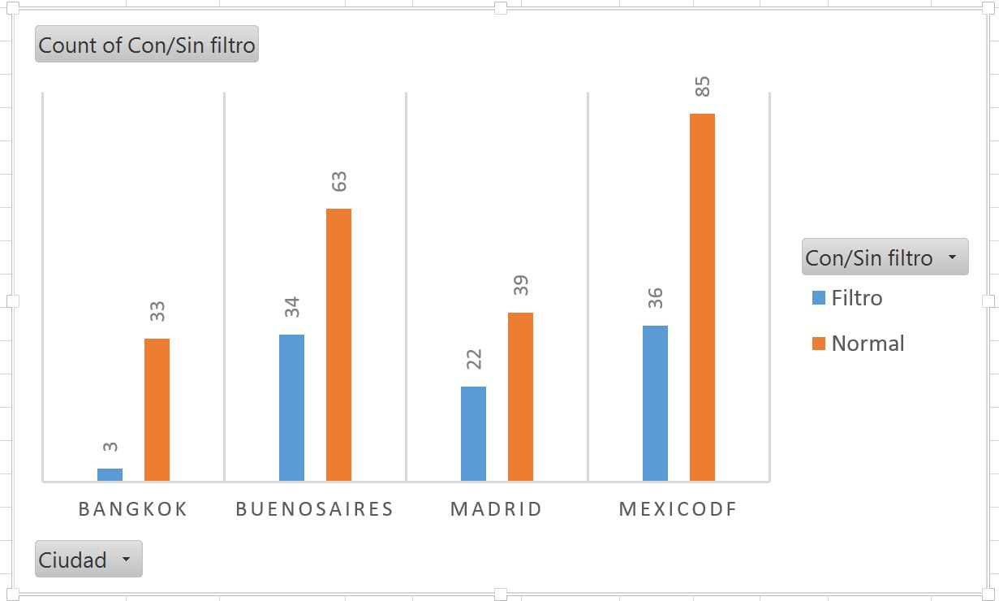 Count of Con/Sin filtro
3
33
34
63
22
39
36
85
BANGKOK
BUENOSAIRES
MADRID
MEXICODF
Con/Sin filtro
Filtro
Normal
Ciudad